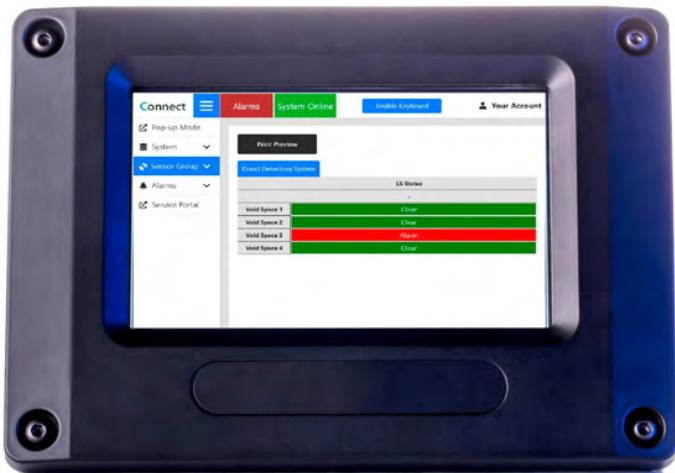 Connect
Alarms
System Online
Enable Keyboard
Your Account
Pop-up Mode
System
Sensor Group
Alarms
Service Portal
Print Preview
Flood Detection System
LS Status
-
Void Space 1 Clear
Void Space 2 Clear
Void Space 3 Alarm
Void Space 4 Clear